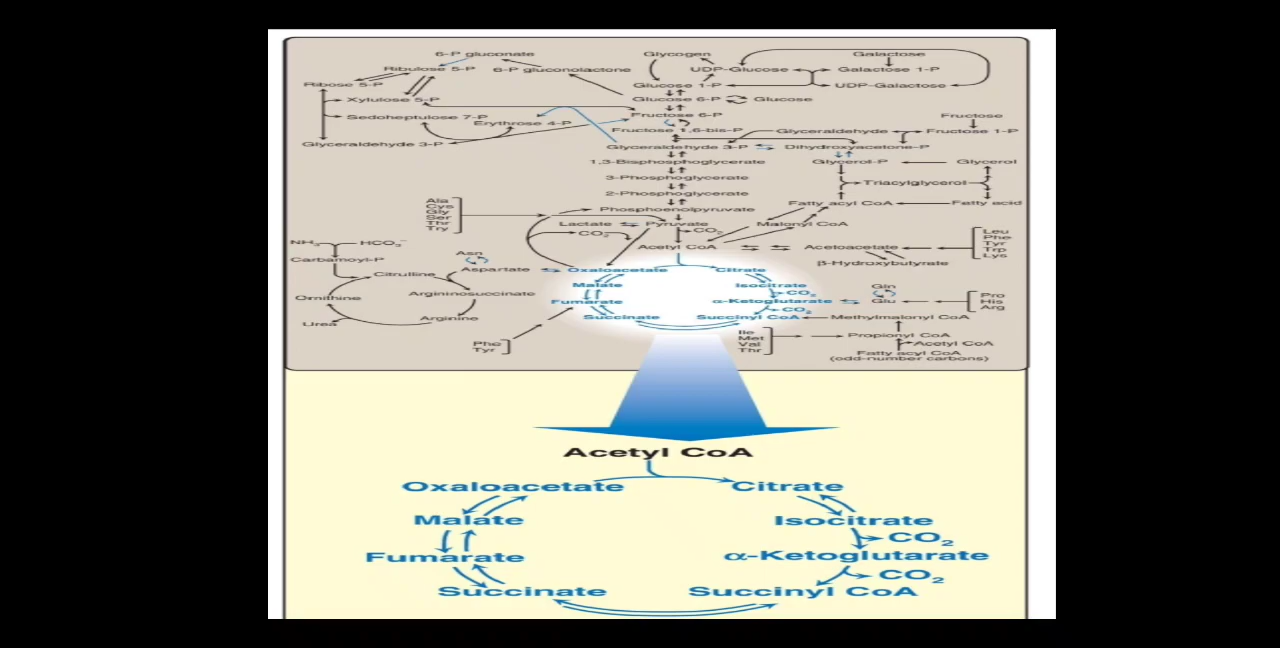 6-P gluconate Glycogen Galactose
Ribulose 5-P 6-P gluconolactone UDP-Glucose Galactose 1-P
Ribose 5-P Glucose 1-P UDP-Galactose
Xylulose 5-P Glucose 6-P Glucose
Sedoheptulose 7-P Fructose 6-P Fructose
Erythrose 4-P Fructose 1,6-bis-P Glyceraldehyde Fructose 1-P
Glyceraldehyde 3-P Glyceraldehyde 3-P Dihydroxyacetone-P
1,3-Bisphosphoglycerate Glycerol-P Glycerol
3-Phosphoglycerate Triacylglycerol
2-Phosphoglycerate
Ala Phosphoenolpyruvate Fatty acyl CoA Fatty acid
Cys
Gly
Ser
Thr Lactate Pyruvate Malonyl CoA
Try CO2 CO2 Leu
NH3 HCO3− Acetyl CoA Acetoacetate Phe
Tyr
Trp
Lys
Carbamoyl-P Asn β-Hydroxybutyrate
Citrulline Aspartate Oxaloacetate Citrate
Malate Isocitrate Gln
Ornithine Argininosuccinate CO2 Pro
Fumarate α-Ketoglutarate Glu His
CO2 Arg
Urea Arginine Succinate Succinyl CoA Methylmalonyl CoA
Phe Ile Propionyl CoA
Tyr Met
Val Acetyl CoA
Thr Fatty acyl CoA
(odd-number carbons)
Acetyl CoA
Oxaloacetate Citrate
Malate Isocitrate
CO2
Fumarate α-Ketoglutarate
CO2
Succinate Succinyl CoA